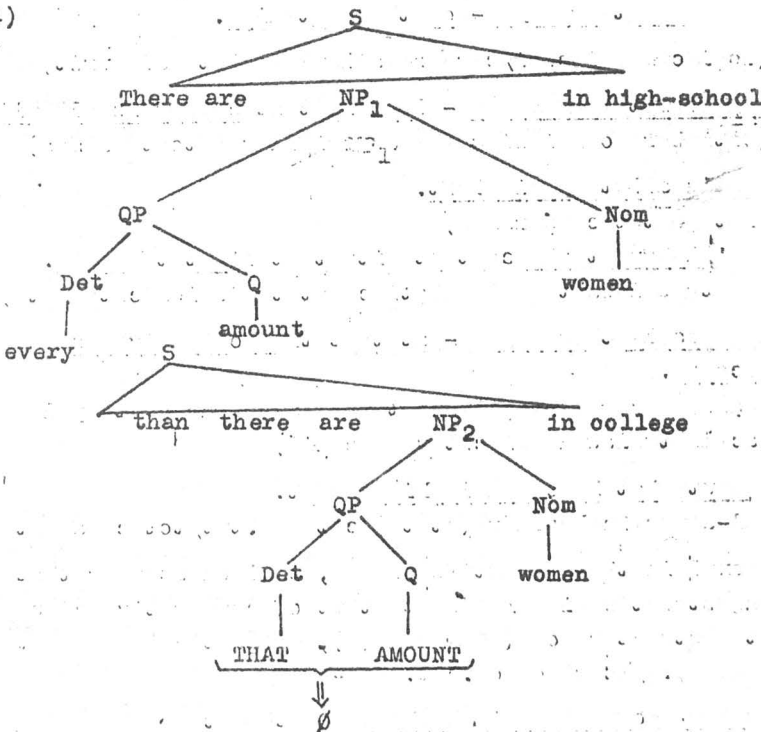 )
S
There are NP1 in high-school
QP Nom
Det Q women
amount
every
S
than there are NP2 in college
QP Nom
Det Q women
THAT AMOUNT
⇓
∅